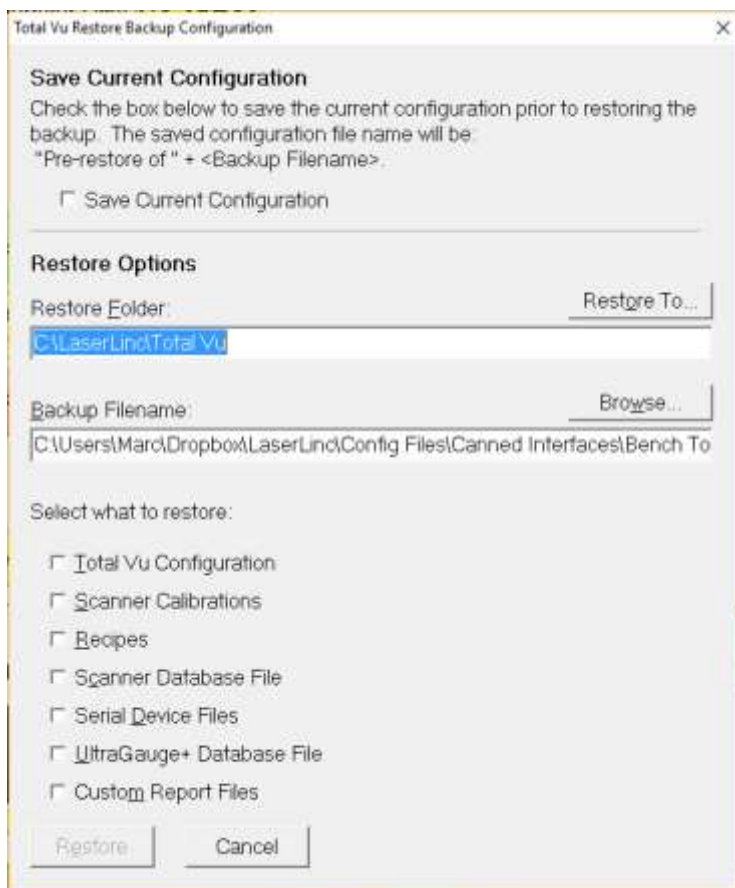 Total Vu Restore Backup Configuration
Save Current Configuration
Check the box below to save the current configuration prior to restoring the
backup. The saved configuration file name will be:
"Pre-restore of " + <Backup Filename>.
Save Current Configuration
Restore Options
Restore Folder:
Restore To...
C:\LaserLinc\Total Vu
Backup Filename:
Browse...
C:\Users\Marc\Dropbox\LaserLinc\Config Files\Canned Interfaces\Bench To
Select what to restore:
Total Vu Configuration
Scanner Calibrations
Recipes
Scanner Database File
Serial Device Files
UltraGauge+ Database File
Custom Report Files
Restore
Cancel